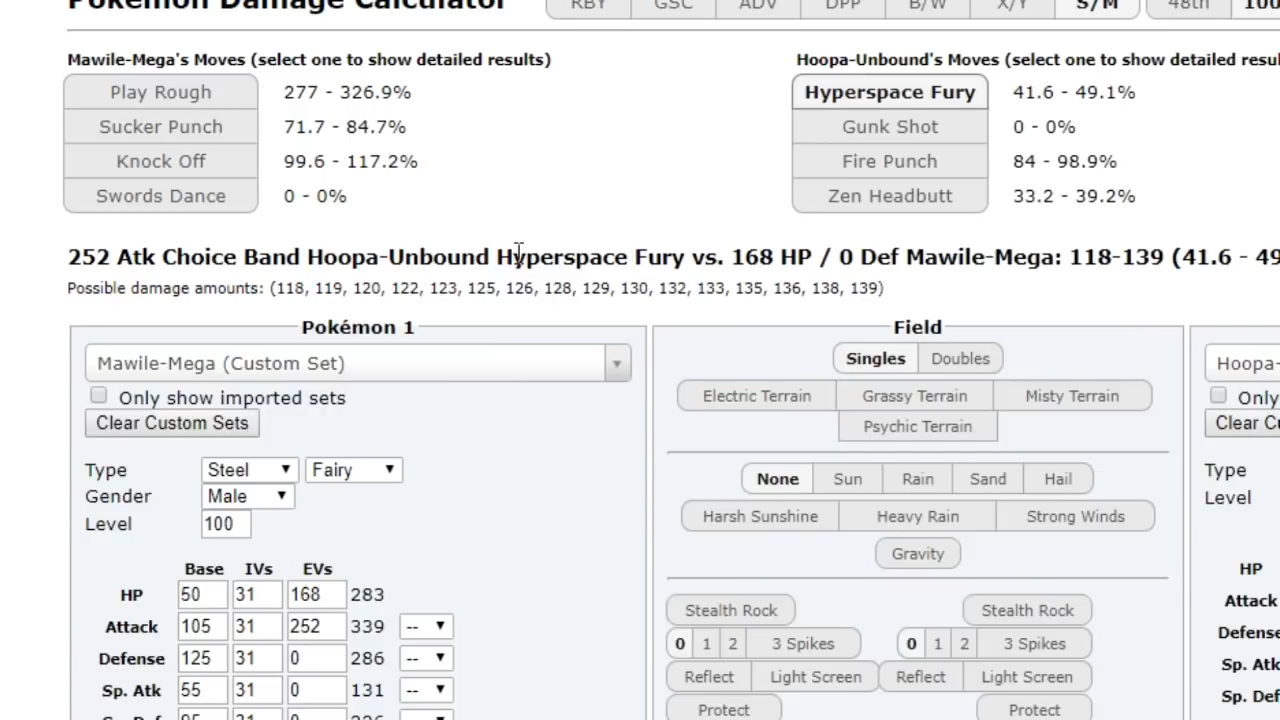 Pokémon Damage Calculator
RBY GSC ADV DPP B/W X/Y S/M 48th 100
Mawile-Mega's Moves (select one to show detailed results)
Play Rough 277 - 326.9%
Sucker Punch 71.7 - 84.7%
Knock Off 99.6 - 117.2%
Swords Dance 0 - 0%
Hoopa-Unbound's Moves (select one to show detailed resul
Hyperspace Fury 41.6 - 49.1%
Gunk Shot 0 - 0%
Fire Punch 84 - 98.9%
Zen Headbutt 33.2 - 39.2%
252 Atk Choice Band Hoopa-Unbound Hyperspace Fury vs. 168 HP / 0 Def Mawile-Mega: 118-139 (41.6 - 49
Possible damage amounts: (118, 119, 120, 122, 123, 125, 126, 128, 129, 130, 132, 133, 135, 136, 138, 139)
Pokémon 1
Mawile-Mega (Custom Set)
Only show imported sets
Clear Custom Sets
Type Steel Fairy
Gender Male
Level 100
Base IVs EVs
HP 50 31 168 283
Attack 105 31 252 339 --
Defense 125 31 0 286 --
Sp. Atk 55 31 0 131 --
Field
Singles Doubles
Electric Terrain Grassy Terrain Misty Terrain
Psychic Terrain
None Sun Rain Sand Hail
Harsh Sunshine Heavy Rain Strong Winds
Gravity
Stealth Rock Stealth Rock
0 1 2 3 Spikes 0 1 2 3 Spikes
Reflect Light Screen Reflect Light Screen
Protect Protect
Hoopa-
Only
Clear Cu
Type
Level
HP
Attack
Defense
Sp. Atk
Sp. Def